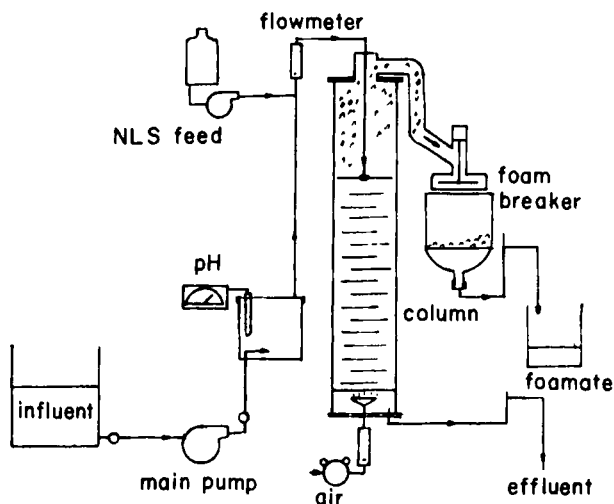 flowmeter
NLS feed
foam
breaker
pH
column
influent
foamate
main pump
air
effluent